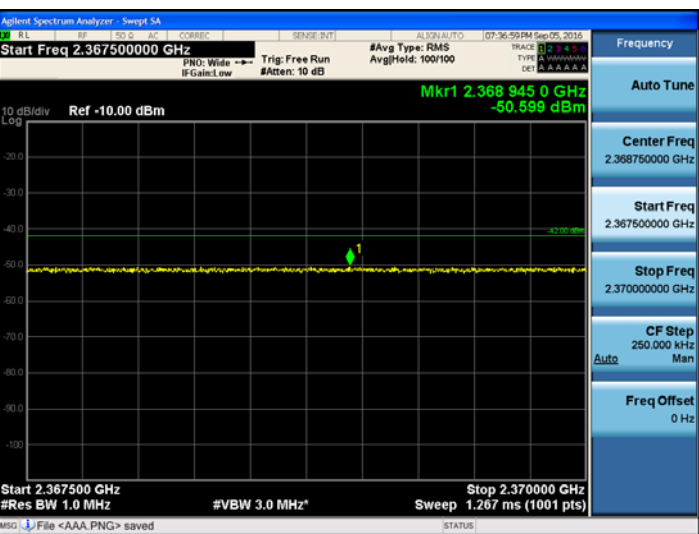 Agilent Spectrum Analyzer - Swept SA
RL RF 50 Ω AC CORREC SENSE:INT ALIGN AUTO 07:36:59 PM Sep 05, 2016
Start Freq 2.367500000 GHz
PNO: Wide
IFGain:Low
Trig: Free Run
#Atten: 10 dB
#Avg Type: RMS
Avg|Hold: 100/100
TRACE 1 2 3 4 5 6
TYPE A WWWWW
DET A A A A A A
Mkr1 2.368 945 0 GHz
-50.599 dBm
10 dB/div Ref -10.00 dBm
Log
-20.0
-30.0
-40.0
-42.00 dBm
1
-50.0
-60.0
-70.0
-80.0
-90.0
-100
Start 2.367500 GHz Stop 2.370000 GHz
#Res BW 1.0 MHz #VBW 3.0 MHz* Sweep 1.267 ms (1001 pts)
MSG File <AAA.PNG> saved STATUS
Frequency
Auto Tune
Center Freq
2.368750000 GHz
Start Freq
2.367500000 GHz
Stop Freq
2.370000000 GHz
CF Step
250.000 kHz
Auto Man
Freq Offset
0 Hz